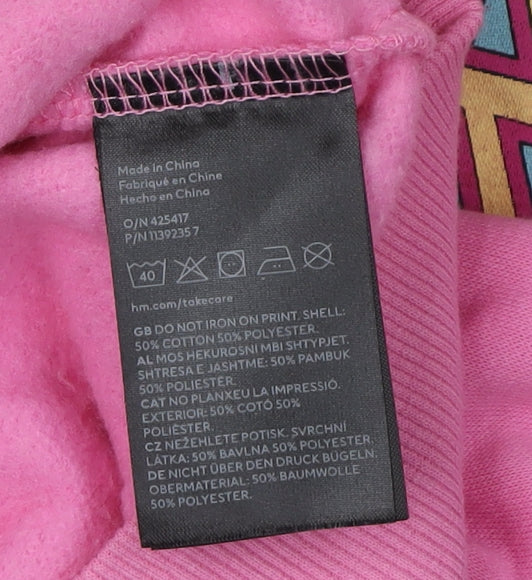 Made in China
Fabriqué en Chine
Hecho en China
O/N 425417
P/N 11392357
40
hm.com/takecare
GB DO NOT IRON ON PRINT. SHELL:
50% COTTON 50% POLYESTER.
AL MOS HEKUROSNI MBI SHTYPJET.
SHTRESA E JASHTME: 50% PAMBUK
50% POLIESTER.
CAT NO PLANXEU LA IMPRESSIÓ.
EXTERIOR: 50% COTÓ 50%
POLIÈSTER.
CZ NEŽEHLETE POTISK. SVRCHNÍ
LÁTKA: 50% BAVLNA 50% POLYESTER.
DE NICHT ÜBER DEN DRUCK BÜGELN.
OBERMATERIAL: 50% BAUMWOLLE
50% POLYESTER.